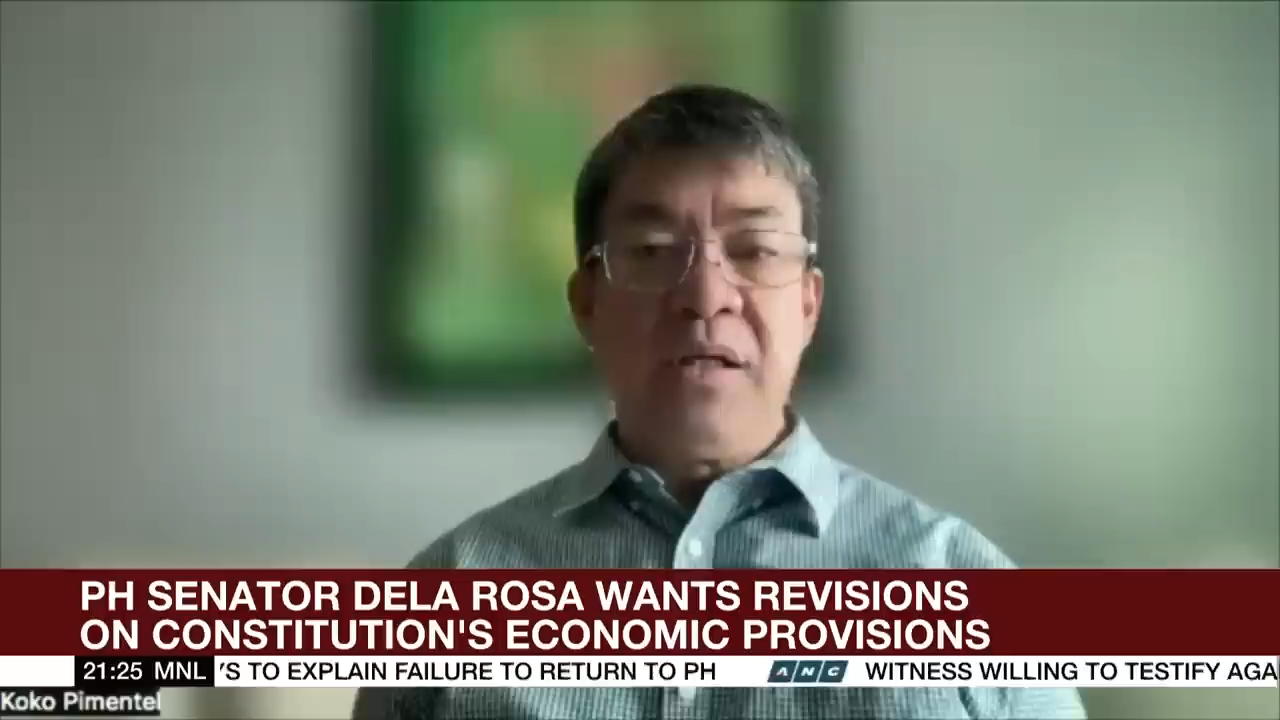 PH SENATOR DELA ROSA WANTS REVISIONS
ON CONSTITUTION'S ECONOMIC PROVISIONS
21:25 MNL 'S TO EXPLAIN FAILURE TO RETURN TO PH ANC WITNESS WILLING TO TESTIFY AGA
Koko Pimentel